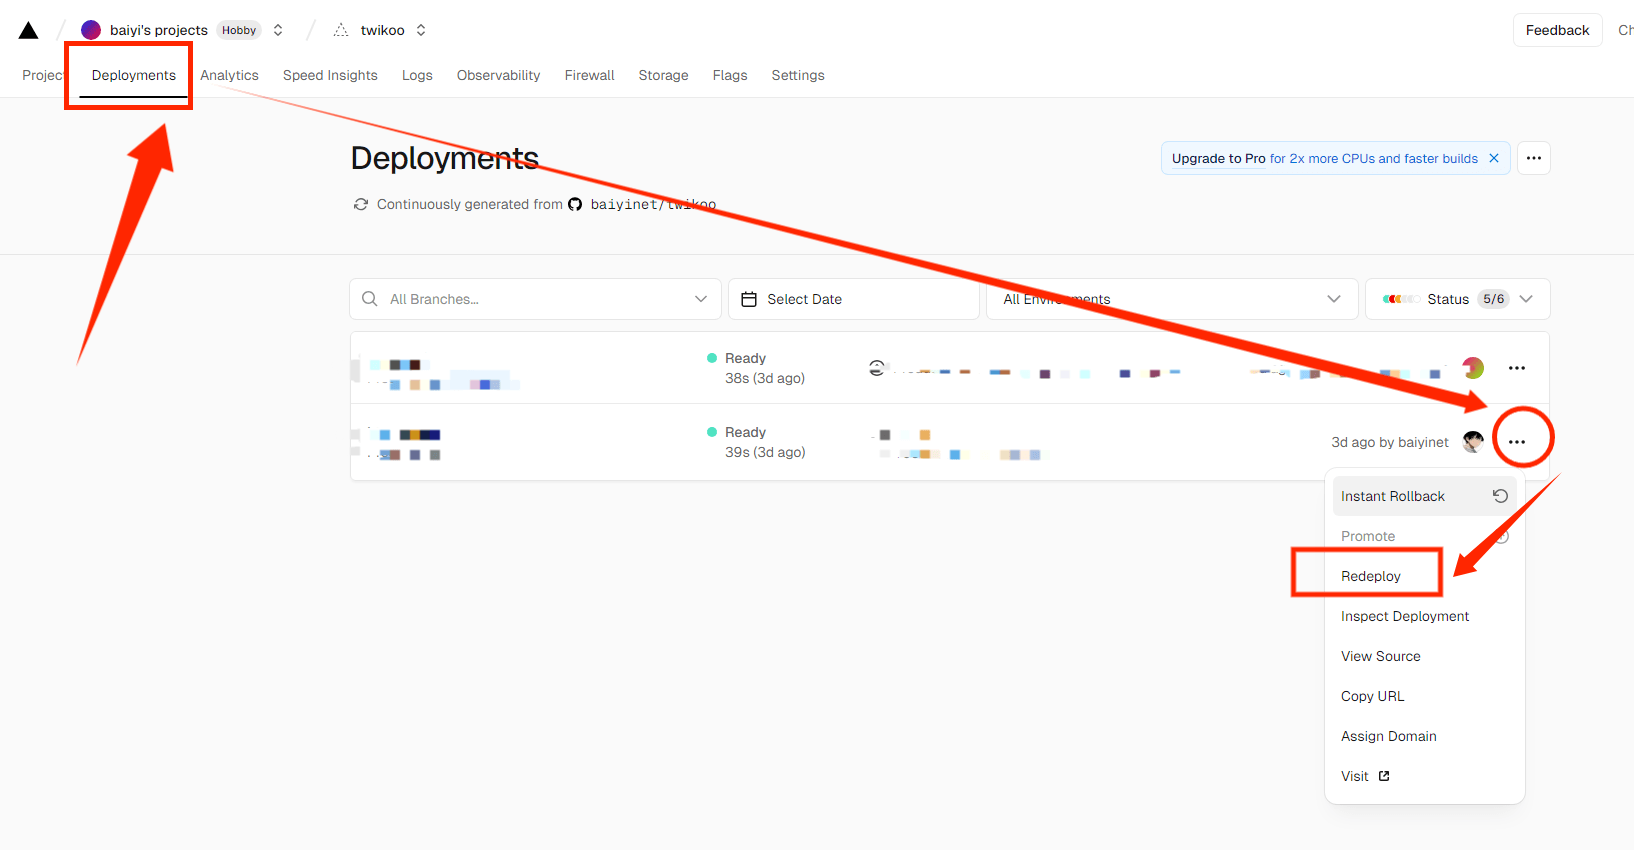 baiyi's projects Hobby twikoo Feedback
Project Deployments Analytics Speed Insights Logs Observability Firewall Storage Flags Settings
Deployments
Upgrade to Pro for 2x more CPUs and faster builds
Continuously generated from baiyinet/twikoo
All Branches... Select Date All Environments Status 5/6
Ready
38s (3d ago)
Ready
39s (3d ago)
3d ago by baiyinet
Instant Rollback
Promote
Redeploy
Inspect Deployment
View Source
Copy URL
Assign Domain
Visit